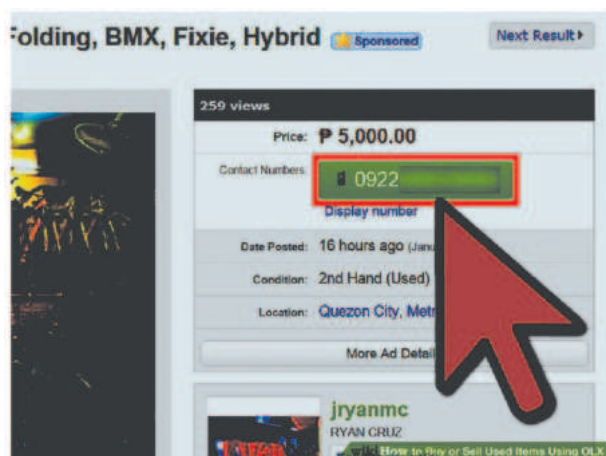 Folding, BMX, Fixie, Hybrid Sponsored Next Result
259 views
Price: ₱ 5,000.00
Contact Numbers: 0922
Display number
Date Posted: 16 hours ago (Janu
Condition: 2nd Hand (Used)
Location: Quezon City, Metr
More Ad Detail
jryanmc
RYAN CRUZ
wiki How to Buy or Sell Used Items Using OLX